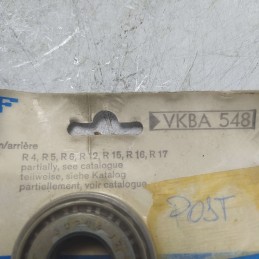 F
VKBA 548
n/arrière
R 4, R 5, R 6, R 12, R 15, R 16, R 17
partially, see catalogue
teilweise, siehe Katalog
partiellement, voir catalogue
POST.